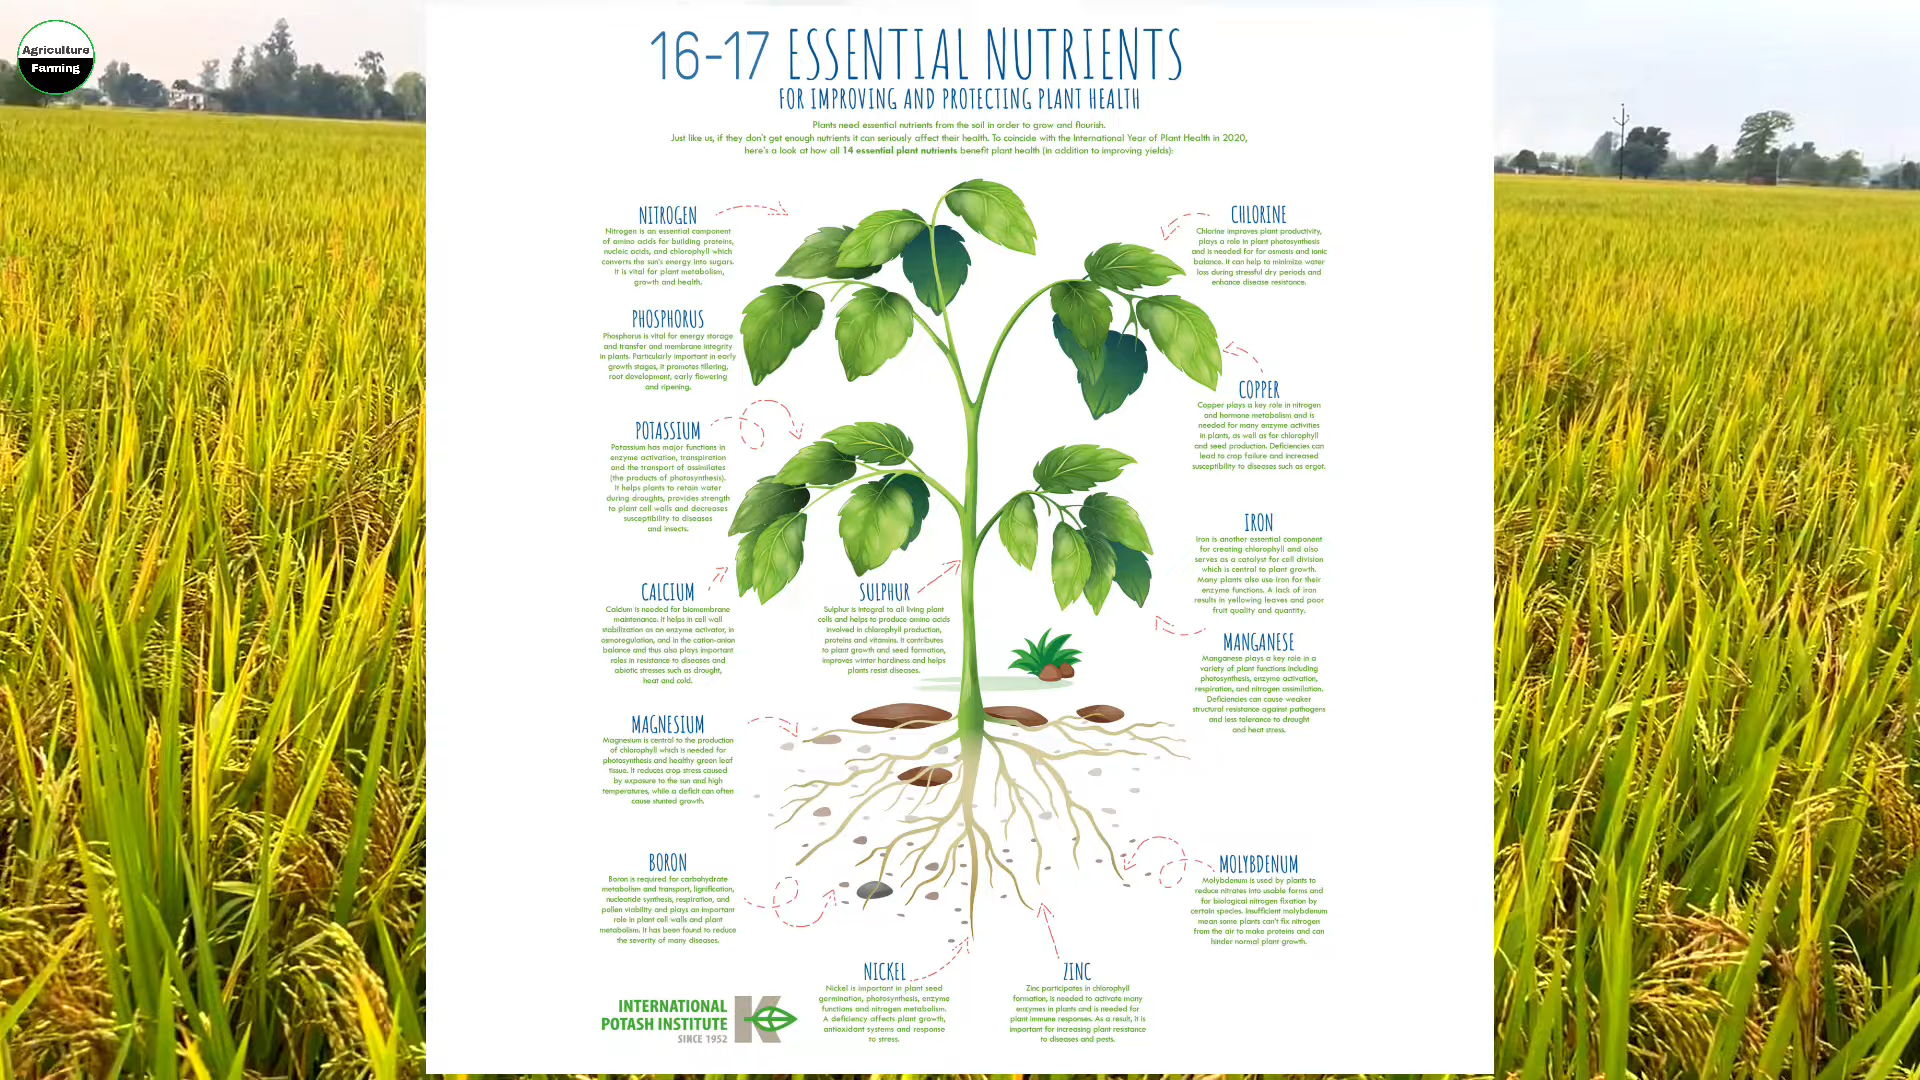 Agriculture
Farming
16-17 ESSENTIAL NUTRIENTS
FOR IMPROVING AND PROTECTING PLANT HEALTH
Plants need essential nutrients from the soil in order to grow and flourish.
Just like us, if they don't get enough nutrients it can seriously affect their health. To coincide with the International Year of Plant Health in 2020,
here's a look at how all 14 essential plant nutrients benefit plant health (in addition to improving yields):
NITROGEN
Nitrogen is an essential component
of amino acids for building proteins,
nucleic acids, and chlorophyll which
converts the sun's energy into sugars.
It is vital for plant metabolism,
growth and health.
PHOSPHORUS
Phosphorus is vital for energy storage
and transfer and membrane integrity
in plants. Particularly important in early
growth stages, it promotes tillering,
root development, early flowering
and ripening.
POTASSIUM
Potassium has major functions in
enzyme activation, transpiration
and the transport of assimilates
(the products of photosynthesis).
It helps plants to retain water
during droughts, provides strength
to plant cell walls and decreases
susceptibility to diseases
and insects.
CALCIUM
Calcium is needed for biomembrane
maintenance. It helps in cell wall
stabilization as an enzyme activator, in
osmoregulation, and in the cation-anion
balance and thus also plays important
roles in resistance to diseases and
abiotic stresses such as drought,
heat and cold.
SULPHUR
Sulphur is integral to all living plant
cells and helps to produce amino acids
involved in chlorophyll production,
proteins and vitamins. It contributes
to plant growth and seed formation,
improves winter hardiness and helps
plants resist diseases.
MAGNESIUM
Magnesium is central to the production
of chlorophyll which is needed for
photosynthesis and healthy green leaf
tissue. It reduces crop stress caused
by exposure to the sun and high
temperatures, while a deficit can often
cause stunted growth.
BORON
Boron is required for carbohydrate
metabolism and transport, lignification,
nucleotide synthesis, respiration, and
pollen viability and plays an important
role in plant cell walls and plant
metabolism. It has been found to reduce
the severity of many diseases.
CHLORINE
Chlorine improves plant productivity,
plays a role in plant photosynthesis
and is needed for for osmosis and ionic
balance. It can help to minimize water
loss during stressful dry periods and
enhance disease resistance.
COPPER
Copper plays a key role in nitrogen
and hormone metabolism and is
needed for many enzyme activities
in plants, as well as for chlorophyll
and seed production. Deficiencies can
lead to crop failure and increased
susceptibility to diseases such as ergot.
IRON
Iron is another essential component
for creating chlorophyll and also
serves as a catalyst for cell division
which is central to plant growth.
Many plants also use iron for their
enzyme functions. A lack of iron
results in yellowing leaves and poor
fruit quality and quantity.
MANGANESE
Manganese plays a key role in a
variety of plant functions including
photosynthesis, enzyme activation,
respiration, and nitrogen assimilation.
Deficiencies can cause weaker
structural resistance against pathogens
and less tolerance to drought
and heat stress.
MOLYBDENUM
Molybdenum is used by plants to
reduce nitrates into usable forms and
for biological nitrogen fixation by
certain species. Insufficient molybdenum
mean some plants can't fix nitrogen
from the air to make proteins and can
hinder normal plant growth.
NICKEL
Nickel is important in plant seed
germination, photosynthesis, enzyme
functions and nitrogen metabolism.
A deficiency affects plant growth,
antioxidant systems and response
to stress.
ZINC
Zinc participates in chlorophyll
formation, is needed to activate many
enzymes in plants and is needed for
plant immune responses. As a result, it is
important for increasing plant resistance
to diseases and pests.
INTERNATIONAL
POTASH INSTITUTE
SINCE 1952
K